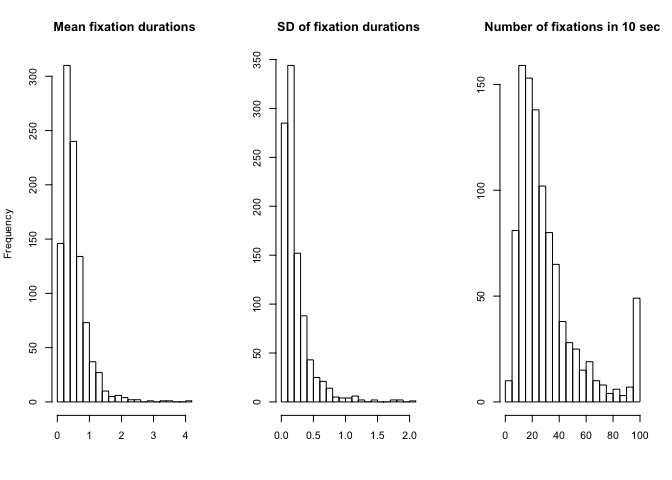 Mean fixation durations
SD of fixation durations
Number of fixations in 10 sec
Frequency
0
50
100
150
200
250
300
0 1 2 3 4
0
50
100
150
200
250
300
350
0.0 0.5 1.0 1.5 2.0
0
50
100
150
0 20 40 60 80 100